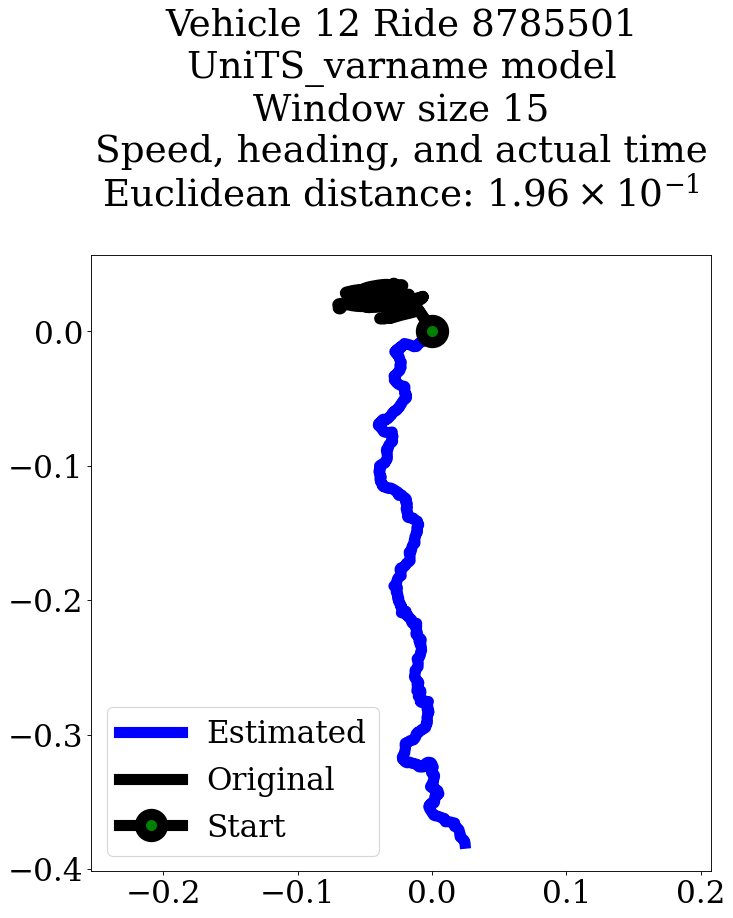 Vehicle 12 Ride 8785501
UniTS_varname model
Window size 15
Speed, heading, and actual time
Euclidean distance: 1.96 × 10⁻¹
0.0
−0.1
−0.2
−0.3
−0.4
Estimated
Original
Start
−0.2 −0.1 0.0 0.1 0.2